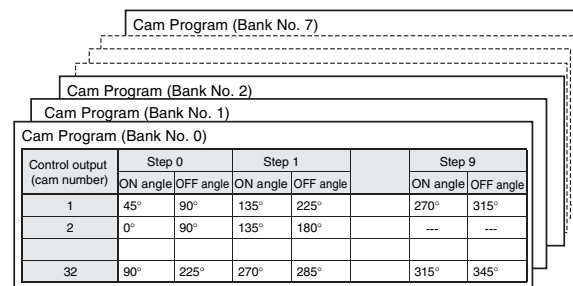 Cam Program (Bank No. 7)
Cam Program (Bank No. 2)
Cam Program (Bank No. 1)
Cam Program (Bank No. 0)
Control output (cam number) Step 0 Step 1 Step 9
ON angle OFF angle ON angle OFF angle ON angle OFF angle
1 45° 90° 135° 225° 270° 315°
2 0° 90° 135° 180° --- ---
32 90° 225° 270° 285° 315° 345°